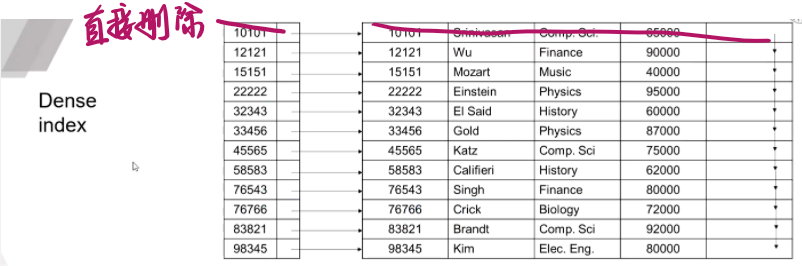 直接删除
Dense
index
10101 10101 Srinivasan Comp. Sci. 65000
12121 12121 Wu Finance 90000
15151 15151 Mozart Music 40000
22222 22222 Einstein Physics 95000
32343 32343 El Said History 60000
33456 33456 Gold Physics 87000
45565 45565 Katz Comp. Sci 75000
58583 58583 Califieri History 62000
76543 76543 Singh Finance 80000
76766 76766 Crick Biology 72000
83821 83821 Brandt Comp. Sci 92000
98345 98345 Kim Elec. Eng. 80000